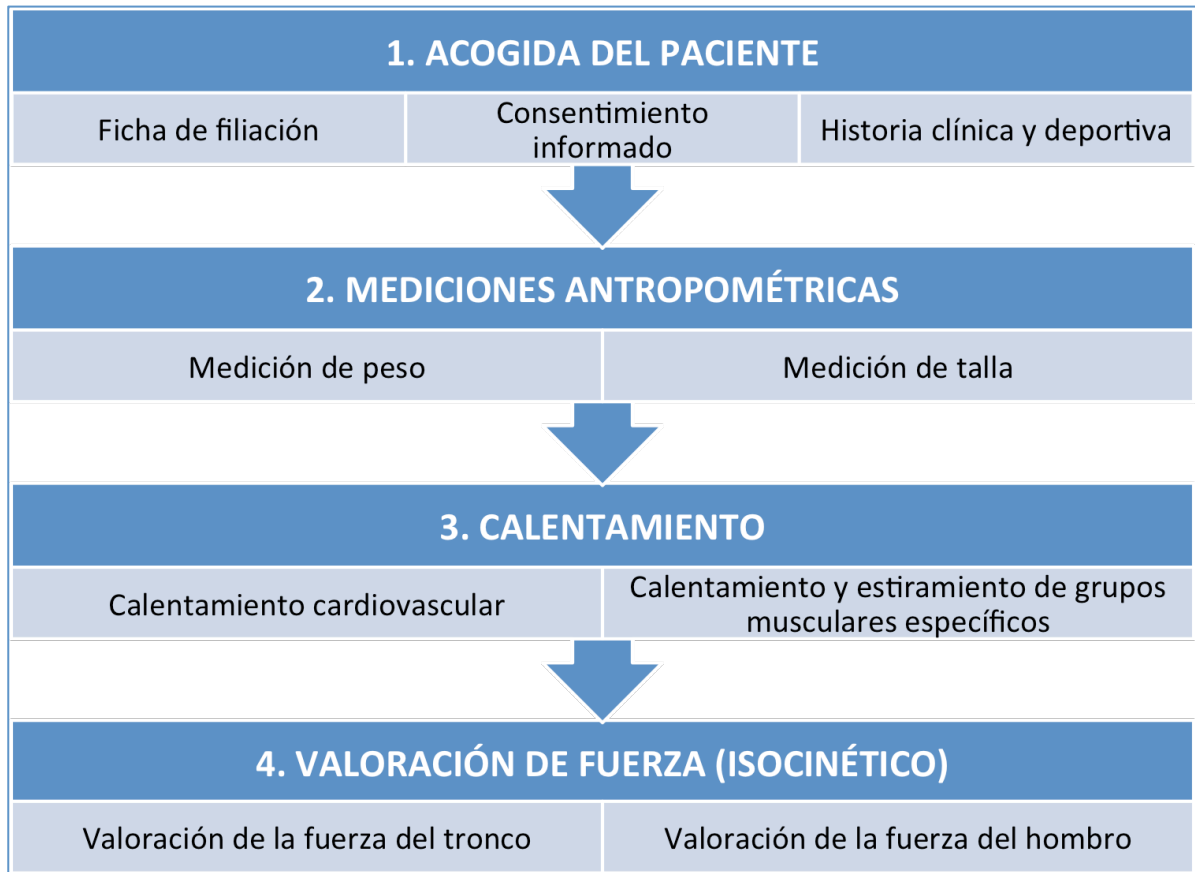 1. ACOGIDA DEL PACIENTE
Ficha de filiación
Consentimiento
informado
Historia clínica y deportiva
2. MEDICIONES ANTROPOMÉTRICAS
Medición de peso
Medición de talla
3. CALENTAMIENTO
Calentamiento cardiovascular
Calentamiento y estiramiento de grupos
musculares específicos
4. VALORACIÓN DE FUERZA (ISOCINÉTICO)
Valoración de la fuerza del tronco
Valoración de la fuerza del hombro